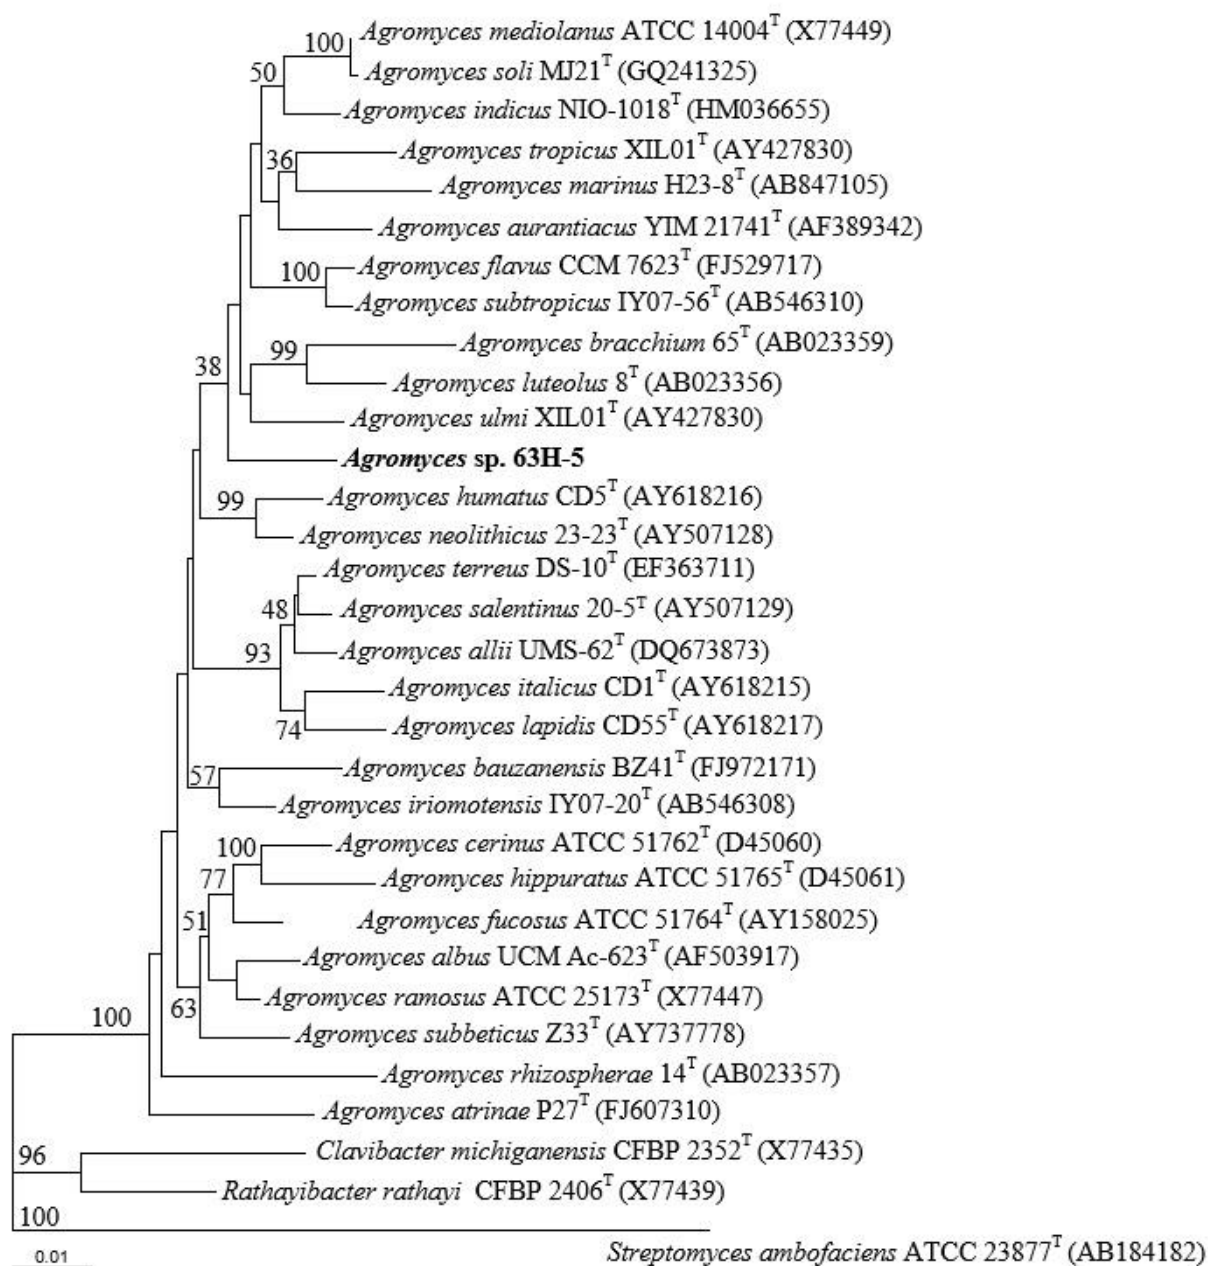 Agromyces mediolanus ATCC 14004ᵀ (X77449)
100
Agromyces soli MJ21ᵀ (GQ241325)
50
Agromyces indicus NIO-1018ᵀ (HM036655)
Agromyces tropicus XIL01ᵀ (AY427830)
36
Agromyces marinus H23-8ᵀ (AB847105)
Agromyces aurantiacus YIM 21741ᵀ (AF389342)
Agromyces flavus CCM 7623ᵀ (FJ529717)
100
Agromyces subtropicus IY07-56ᵀ (AB546310)
Agromyces bracchium 65ᵀ (AB023359)
99
38
Agromyces luteolus 8ᵀ (AB023356)
Agromyces ulmi XIL01ᵀ (AY427830)
Agromyces sp. 63H-5
Agromyces humatus CD5ᵀ (AY618216)
99
Agromyces neolithicus 23-23ᵀ (AY507128)
Agromyces terreus DS-10ᵀ (EF363711)
48
Agromyces salentinus 20-5ᵀ (AY507129)
93
Agromyces allii UMS-62ᵀ (DQ673873)
Agromyces italicus CD1ᵀ (AY618215)
74
Agromyces lapidis CD55ᵀ (AY618217)
Agromyces bauzanensis BZ41ᵀ (FJ972171)
57
Agromyces iriomotensis IY07-20ᵀ (AB546308)
Agromyces cerinus ATCC 51762ᵀ (D45060)
100
77
Agromyces hippuratus ATCC 51765ᵀ (D45061)
51
Agromyces fucosus ATCC 51764ᵀ (AY158025)
Agromyces albus UCM Ac-623ᵀ (AF503917)
Agromyces ramosus ATCC 25173ᵀ (X77447)
63
100
Agromyces subbeticus Z33ᵀ (AY737778)
Agromyces rhizospherae 14ᵀ (AB023357)
Agromyces atrinae P27ᵀ (FJ607310)
96
Clavibacter michiganensis CFBP 2352ᵀ (X77435)
Rathayibacter rathayi CFBP 2406ᵀ (X77439)
100
Streptomyces ambofaciens ATCC 23877ᵀ (AB184182)
0.01